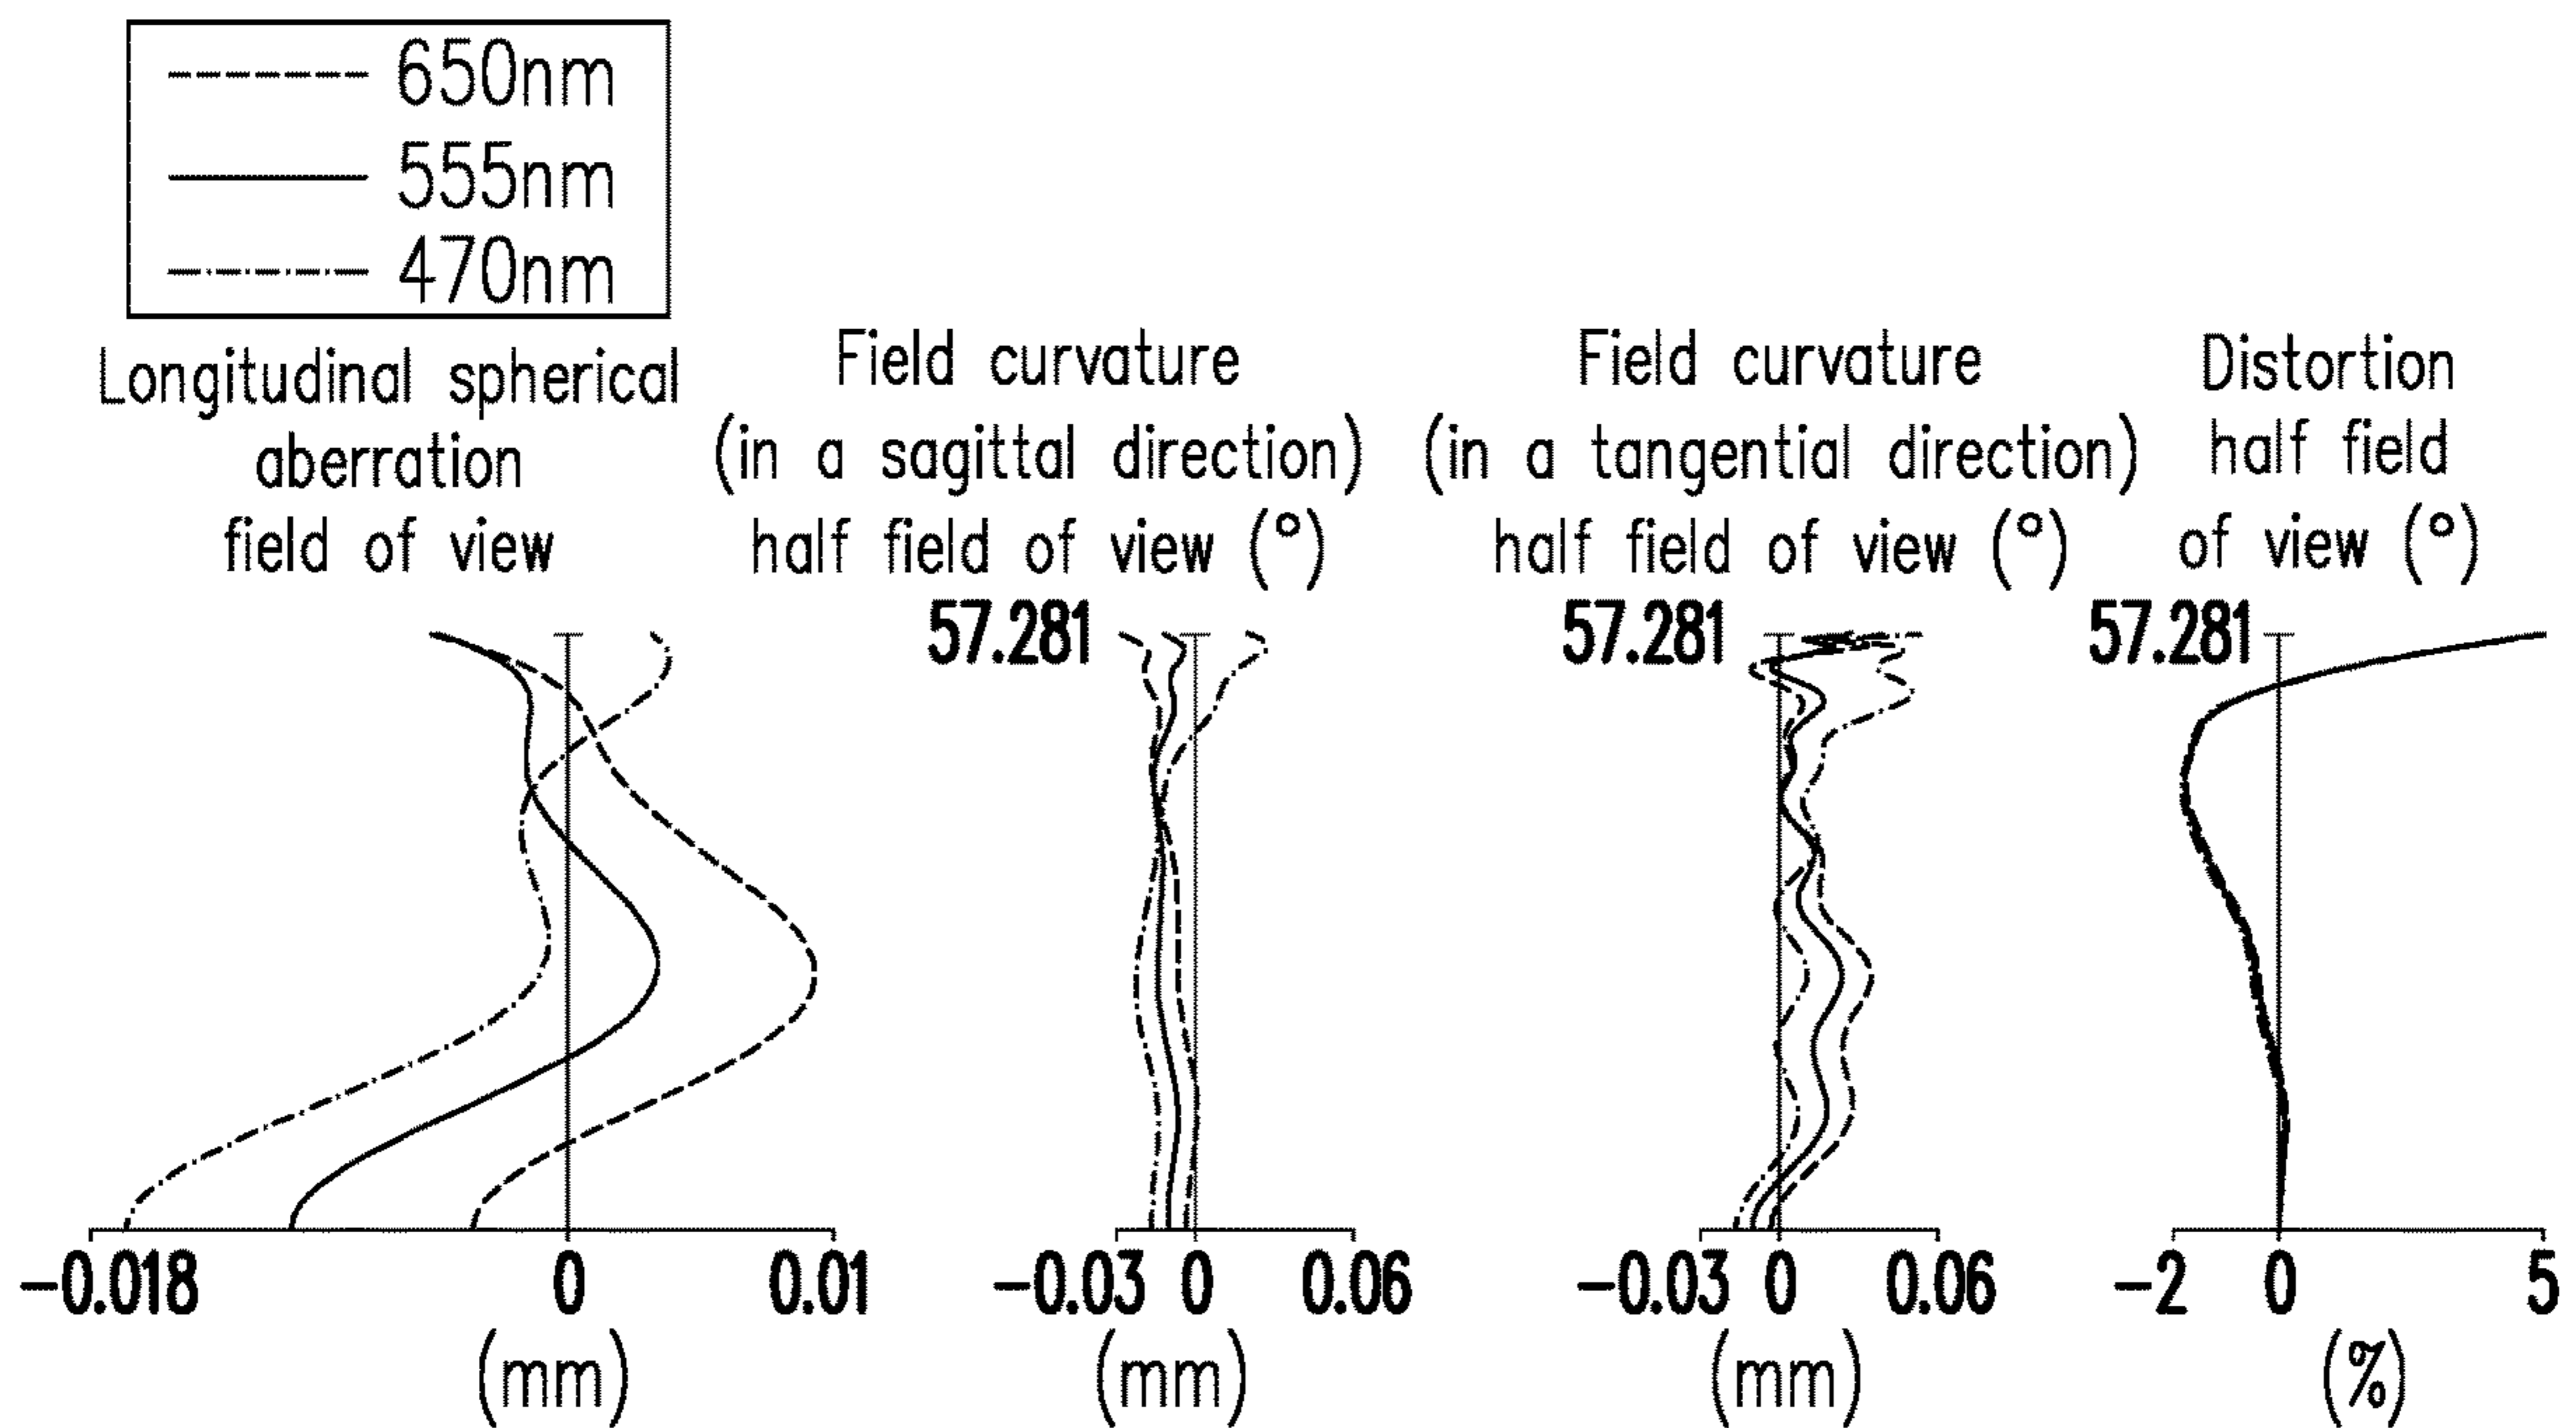 650nm
555nm
470nm
Longitudinal spherical
aberration
field of view
Field curvature
(in a sagittal direction)
half field of view (°)
57.281
Field curvature
(in a tangential direction)
half field of view (°)
57.281
Distortion
half field
of view (°)
57.281
-0.018 0 0.01
(mm)
-0.03 0 0.06
(mm)
-0.03 0 0.06
(mm)
-2 0 5
(%)